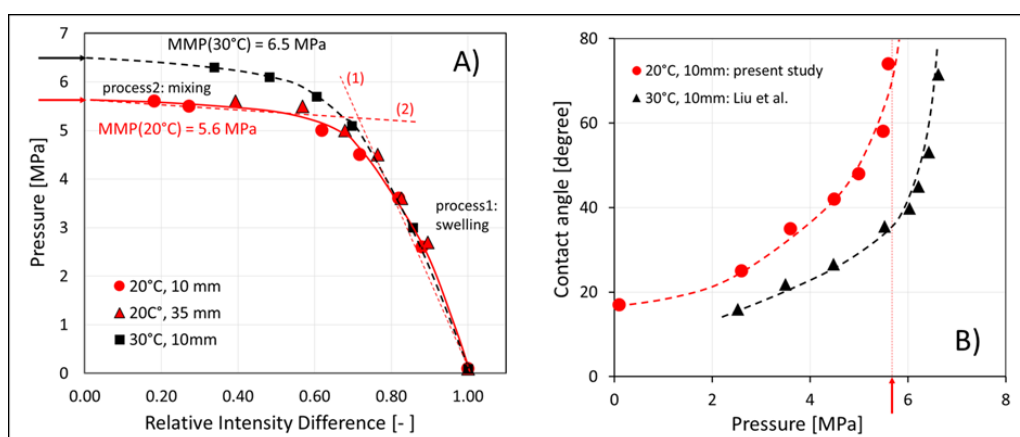 A)
Pressure [MPa]
7
6
5
4
3
2
1
0
MMP(30°C) = 6.5 MPa
process2: mixing
MMP(20°C) = 5.6 MPa
(1)
(2)
process1:
swelling
20°C, 10 mm
20C°, 35 mm
30°C, 10mm
0.00 0.20 0.40 0.60 0.80 1.00
Relative Intensity Difference [-]
B)
Contact angle [degree]
80
60
40
20
0
20°C, 10mm: present study
30°C, 10mm: Liu et al.
0 2 4 6 8
Pressure [MPa]